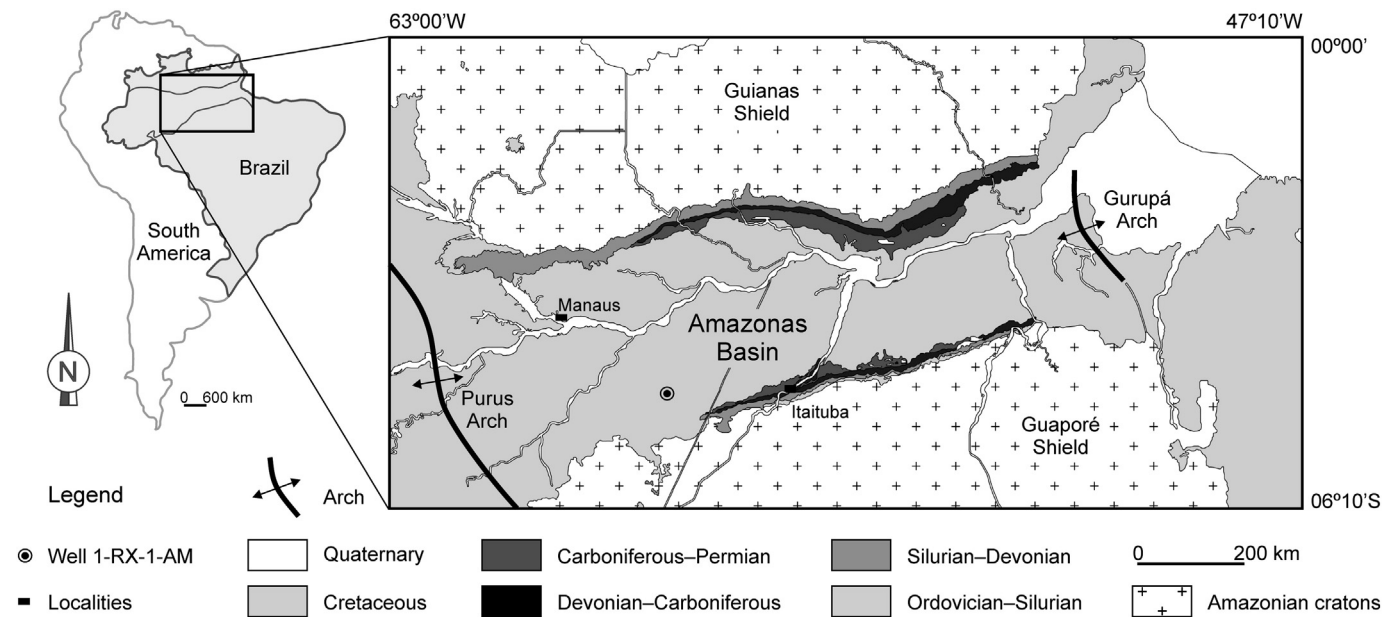 63º00’W
47º10’W
00º00’
06º10’S
Guianas
Shield
Brazil
South
America
Gurupá
Arch
Manaus
Amazonas
Basin
Purus
Arch
Itaituba
Guaporé
Shield
N
0 600 km
Legend
Arch
Well 1-RX-1-AM
Quaternary
Carboniferous–Permian
Silurian–Devonian
0 200 km
Localities
Cretaceous
Devonian–Carboniferous
Ordovician–Silurian
Amazonian cratons